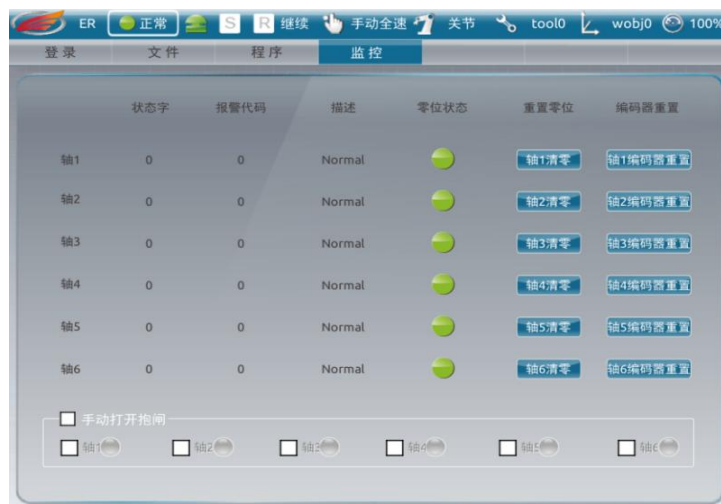 ER 正常 S R 继续 手动全速 关节 tool0 wobj0 100%
登录 文件 程序 监控
状态字 报警代码 描述 零位状态 重置零位 编码器重置
轴1 0 0 Normal 轴1清零 轴1编码器重置
轴2 0 0 Normal 轴2清零 轴2编码器重置
轴3 0 0 Normal 轴3清零 轴3编码器重置
轴4 0 0 Normal 轴4清零 轴4编码器重置
轴5 0 0 Normal 轴5清零 轴5编码器重置
轴6 0 0 Normal 轴6清零 轴6编码器重置
手动打开抱闸
轴1 轴2 轴3 轴4 轴5 轴6